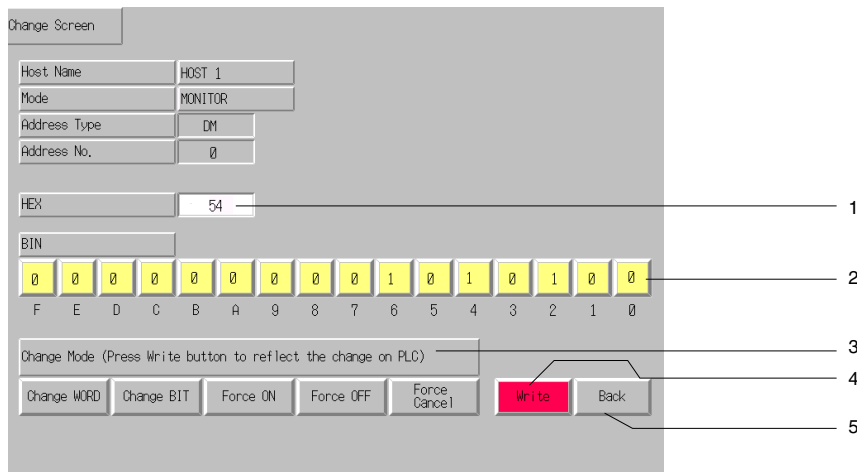 Change Screen
Host Name HOST 1
Mode MONITOR
Address Type DM
Address No. 0
HEX 54 1
BIN
0 0 0 0 0 0 0 0 0 1 0 1 0 1 0 0 2
F E D C B A 9 8 7 6 5 4 3 2 1 0
Change Mode (Press Write button to reflect the change on PLC) 3
4
Change WORD Change BIT Force ON Force OFF Force Cancel Write Back
5